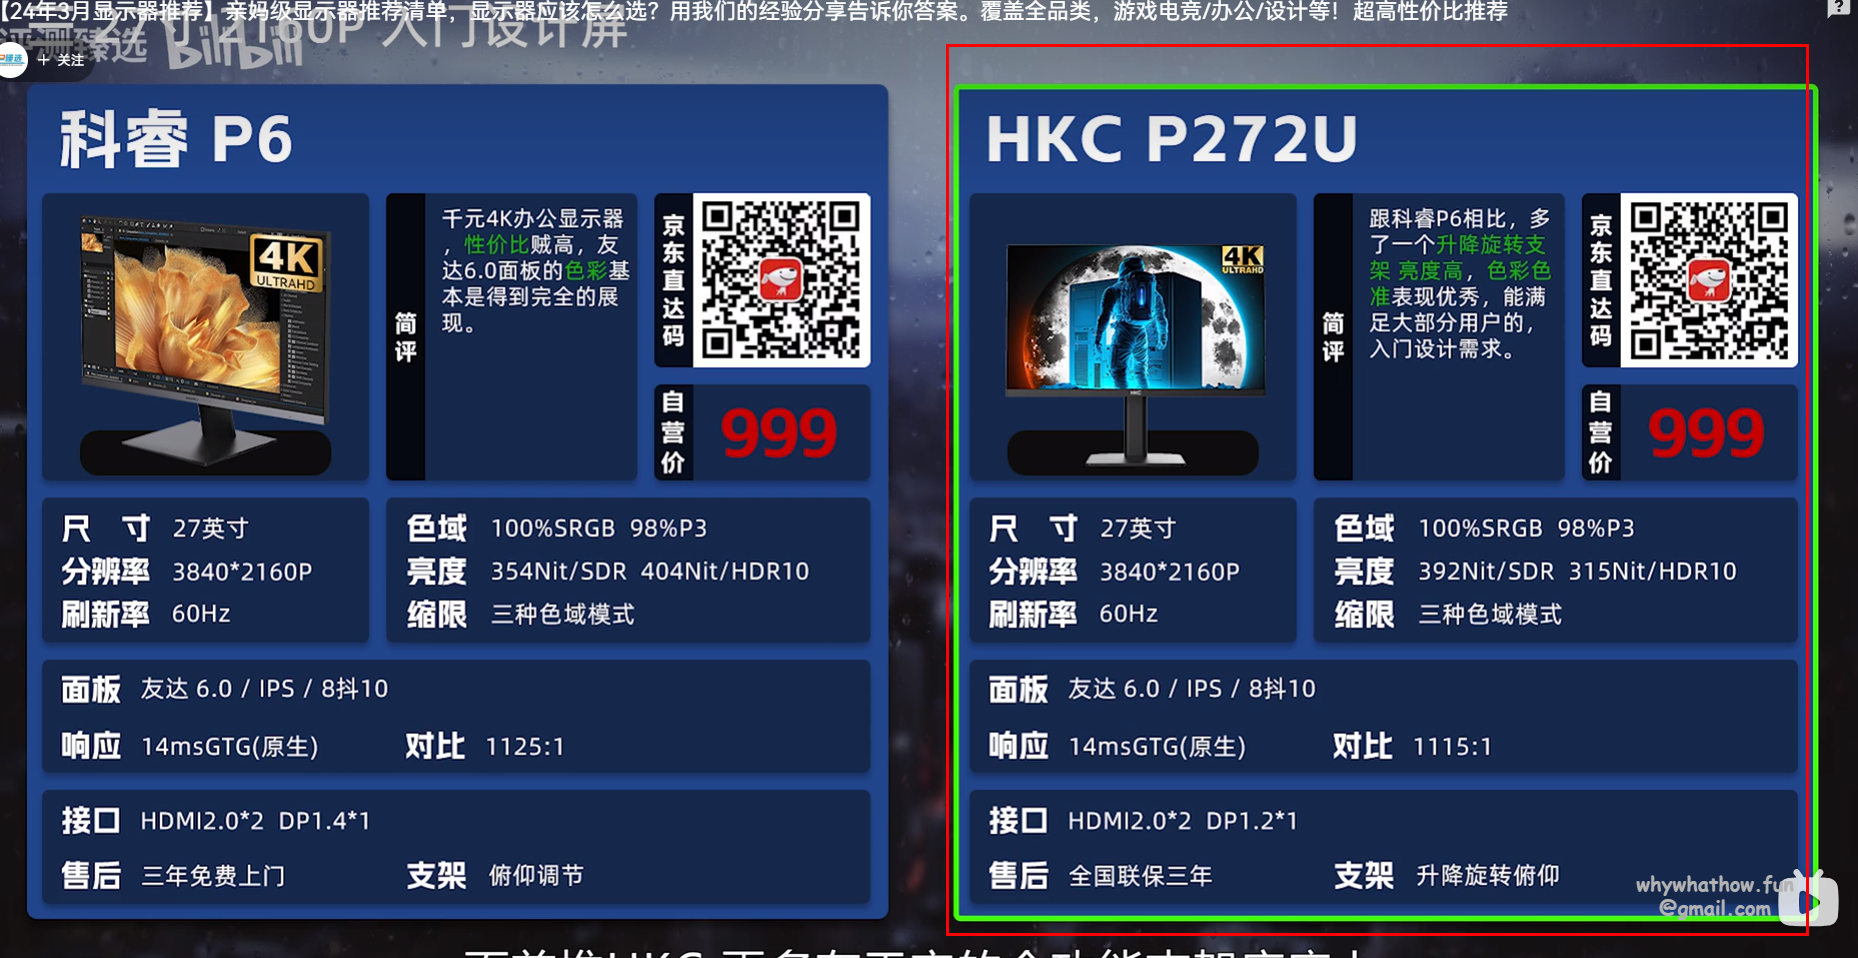 【24年3月显示器推荐】亲妈级显示器推荐清单，显示器应该怎么选？用我们的经验分享告诉你答案。覆盖全品类，游戏电竞/办公/设计等！超高性价比推荐
2160P 入门设计屏
臻选 bilibili
+ 关注
科睿 P6
4K
ULTRAHD
简评
千元4K办公显示器
，性价比贼高，友
达6.0面板的色彩基
本是得到完全的展
现。
京东直达码
自营价
999
尺 寸 27英寸
分辨率 3840*2160P
刷新率 60Hz
色域 100%SRGB 98%P3
亮度 354Nit/SDR 404Nit/HDR10
缩限 三种色域模式
面板 友达 6.0 / IPS / 8抖10
响应 14msGTG(原生) 对比 1125:1
接口 HDMI2.0*2 DP1.4*1
售后 三年免费上门 支架 俯仰调节
HKC P272U
4K
ULTRAHD
简评
跟科睿P6相比，多
了一个升降旋转支
架 亮度高，色彩色
准表现优秀，能满
足大部分用户的，
入门设计需求。
京东直达码
自营价
999
尺 寸 27英寸
分辨率 3840*2160P
刷新率 60Hz
色域 100%SRGB 98%P3
亮度 392Nit/SDR 315Nit/HDR10
缩限 三种色域模式
面板 友达 6.0 / IPS / 8抖10
响应 14msGTG(原生) 对比 1115:1
接口 HDMI2.0*2 DP1.2*1
售后 全国联保三年 支架 升降旋转俯仰
whywhathow.fun
@gmail.com